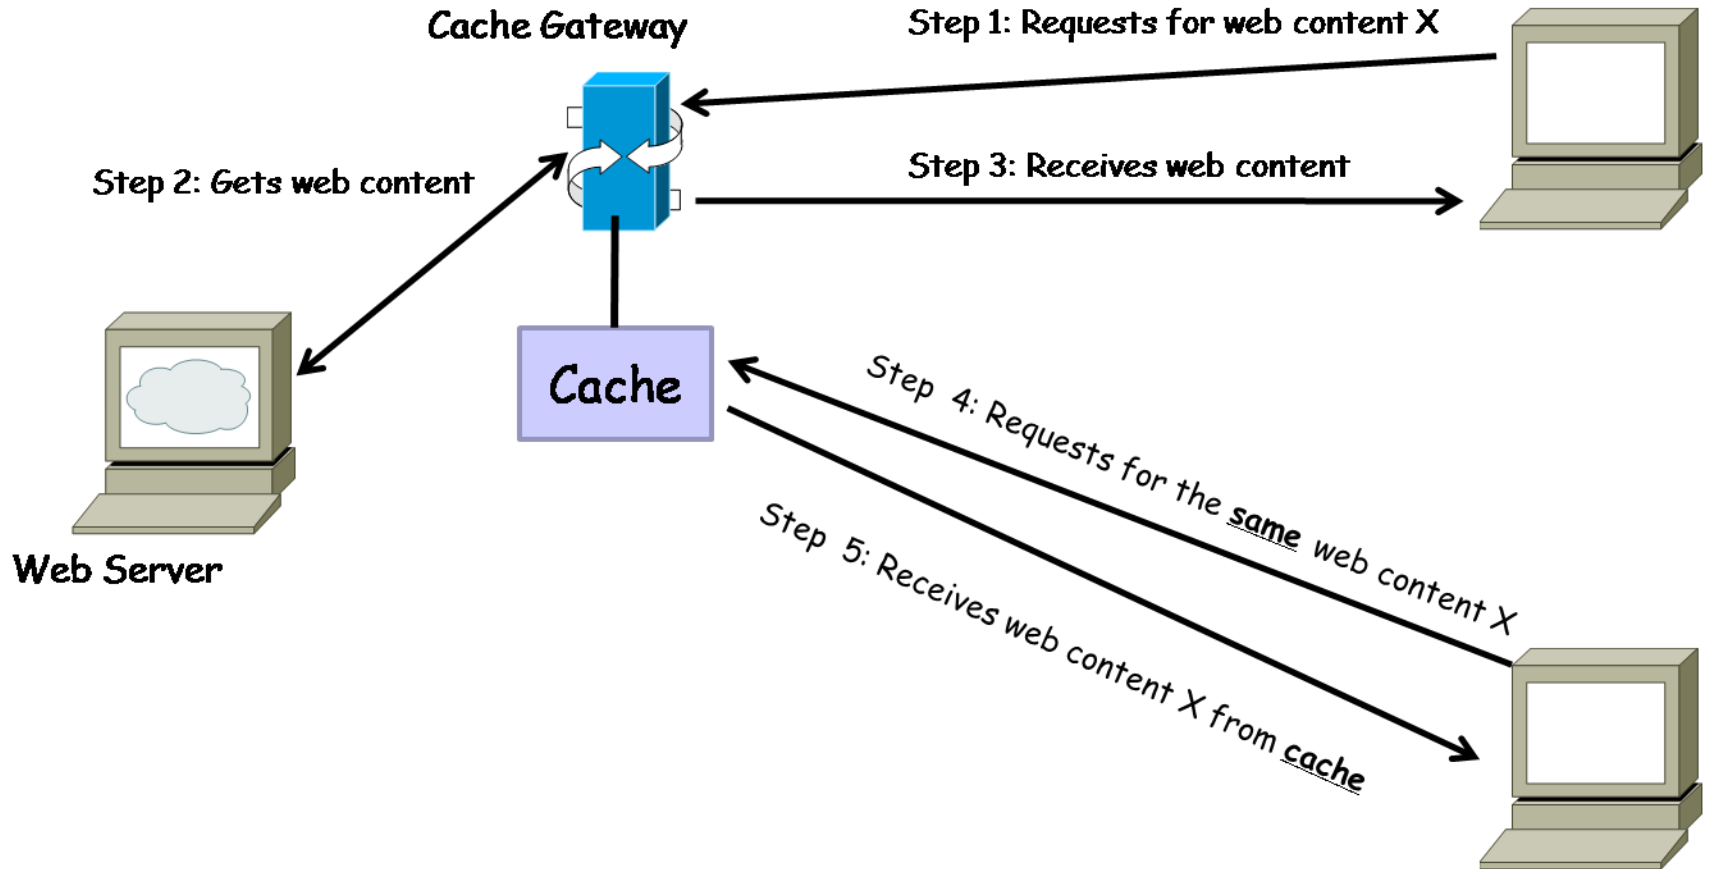 Cache Gateway
Step 1: Requests for web content X
Step 2: Gets web content
Step 3: Receives web content
Cache
Step 4: Requests for the same web content X
Step 5: Receives web content X from cache
Web Server